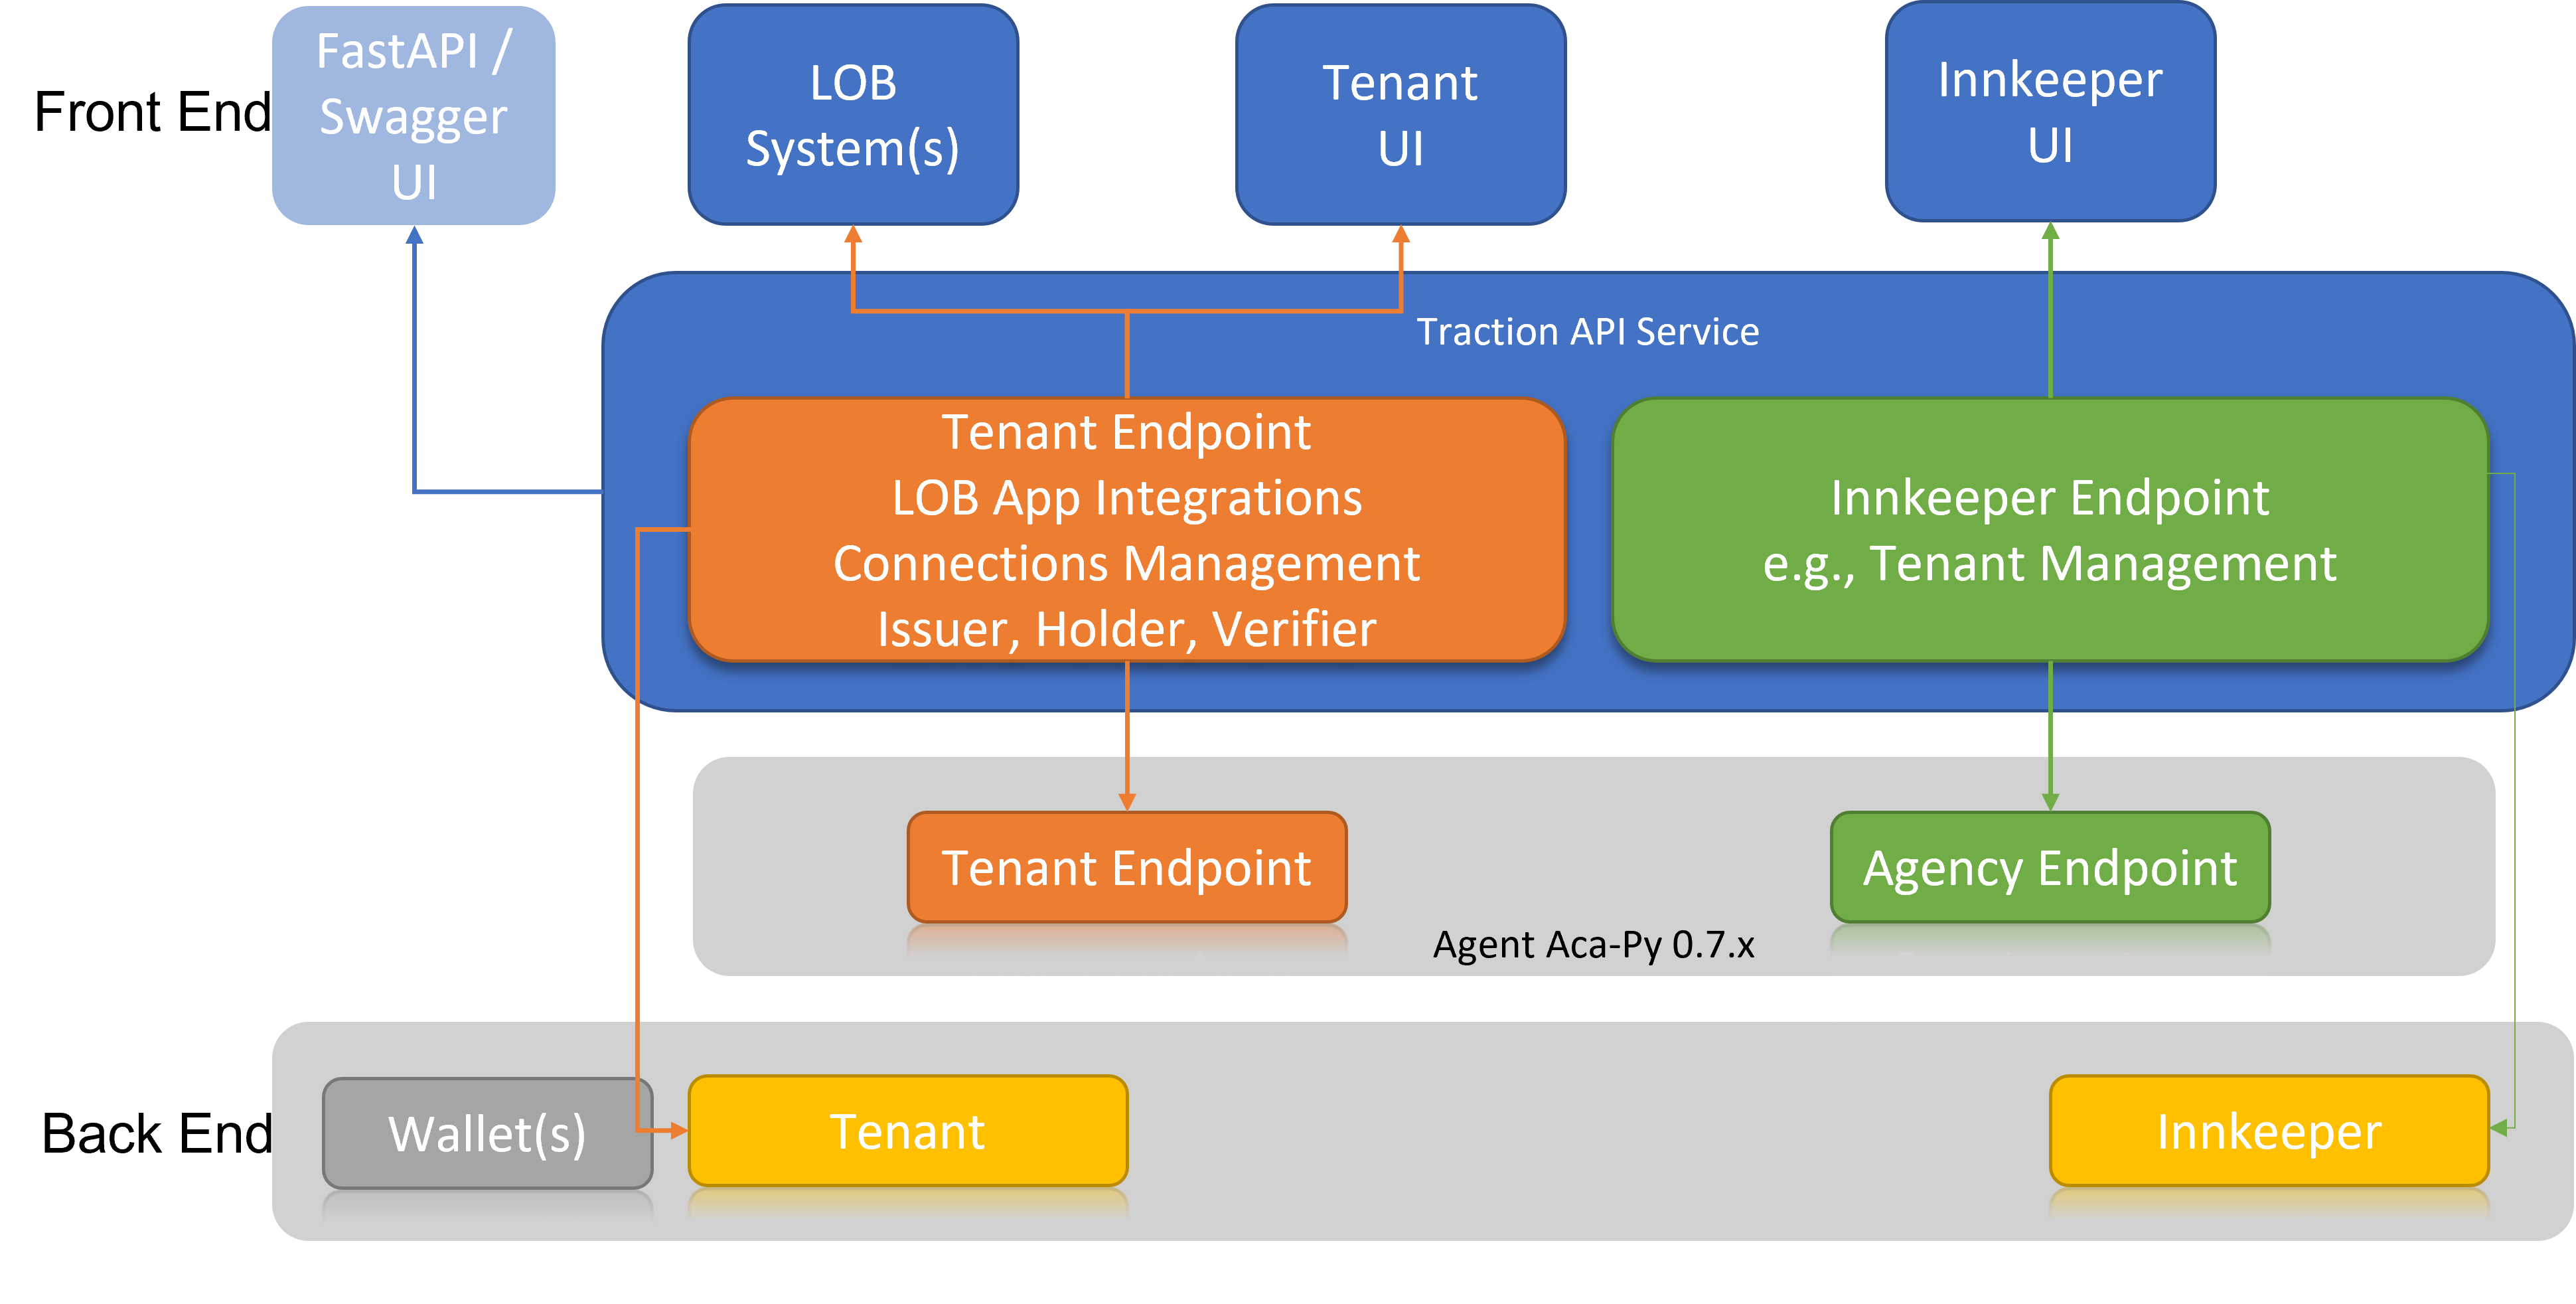 Front End
FastAPI /
Swagger
UI
LOB
System(s)
Tenant
UI
Innkeeper
UI
Traction API Service
Tenant Endpoint
LOB App Integrations
Connections Management
Issuer, Holder, Verifier
Innkeeper Endpoint
e.g., Tenant Management
Tenant Endpoint
Agency Endpoint
Agent Aca-Py 0.7.x
Back End
Wallet(s)
Tenant
Innkeeper